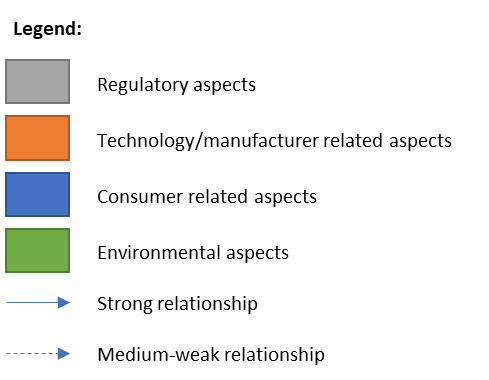 Legend:
Regulatory aspects
Technology/manufacturer related aspects
Consumer related aspects
Environmental aspects
Strong relationship
Medium-weak relationship